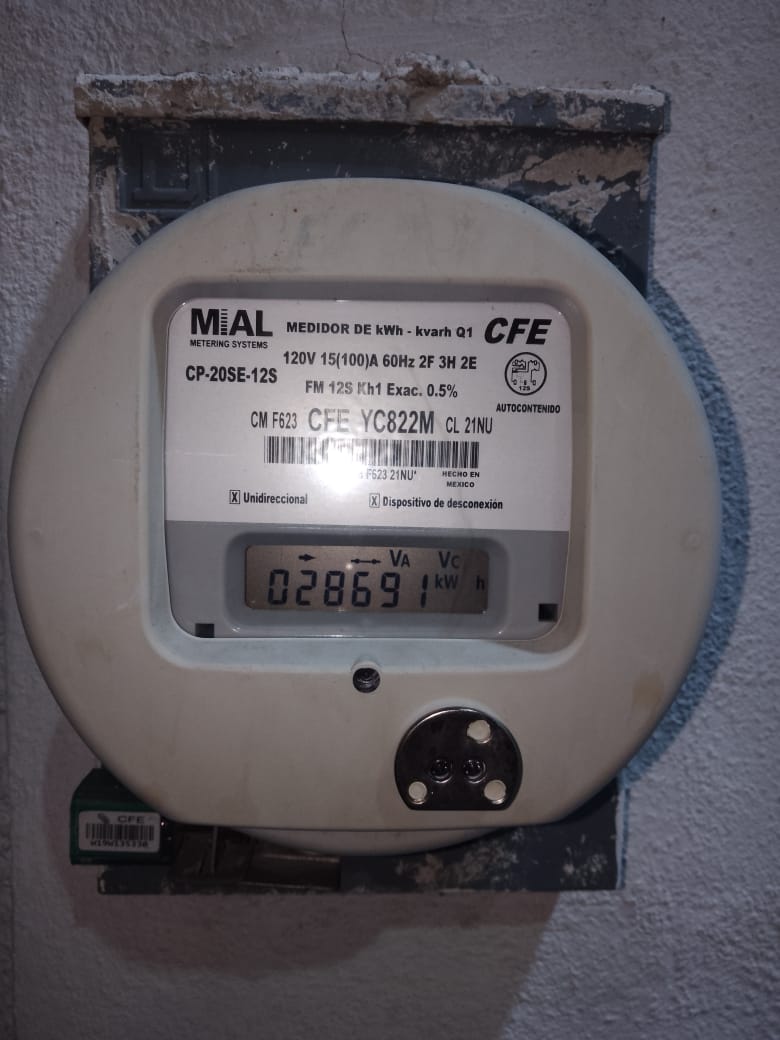 MIAL
METERING SYSTEMS
MEDIDOR DE kWh - kvarh Q1
CFE
120V 15(100)A 60Hz 2F 3H 2E
CP-20SE-12S
FM 12S Kh1 Exac. 0.5%
12S
AUTOCONTENIDO
CM F623 CFE YC822M CL 21NU
F623 21NU*
HECHO EN
MEXICO
X Unidireccional
X Dispositivo de desconexión
VA VC
028691 kW h
CFE
W19W135338